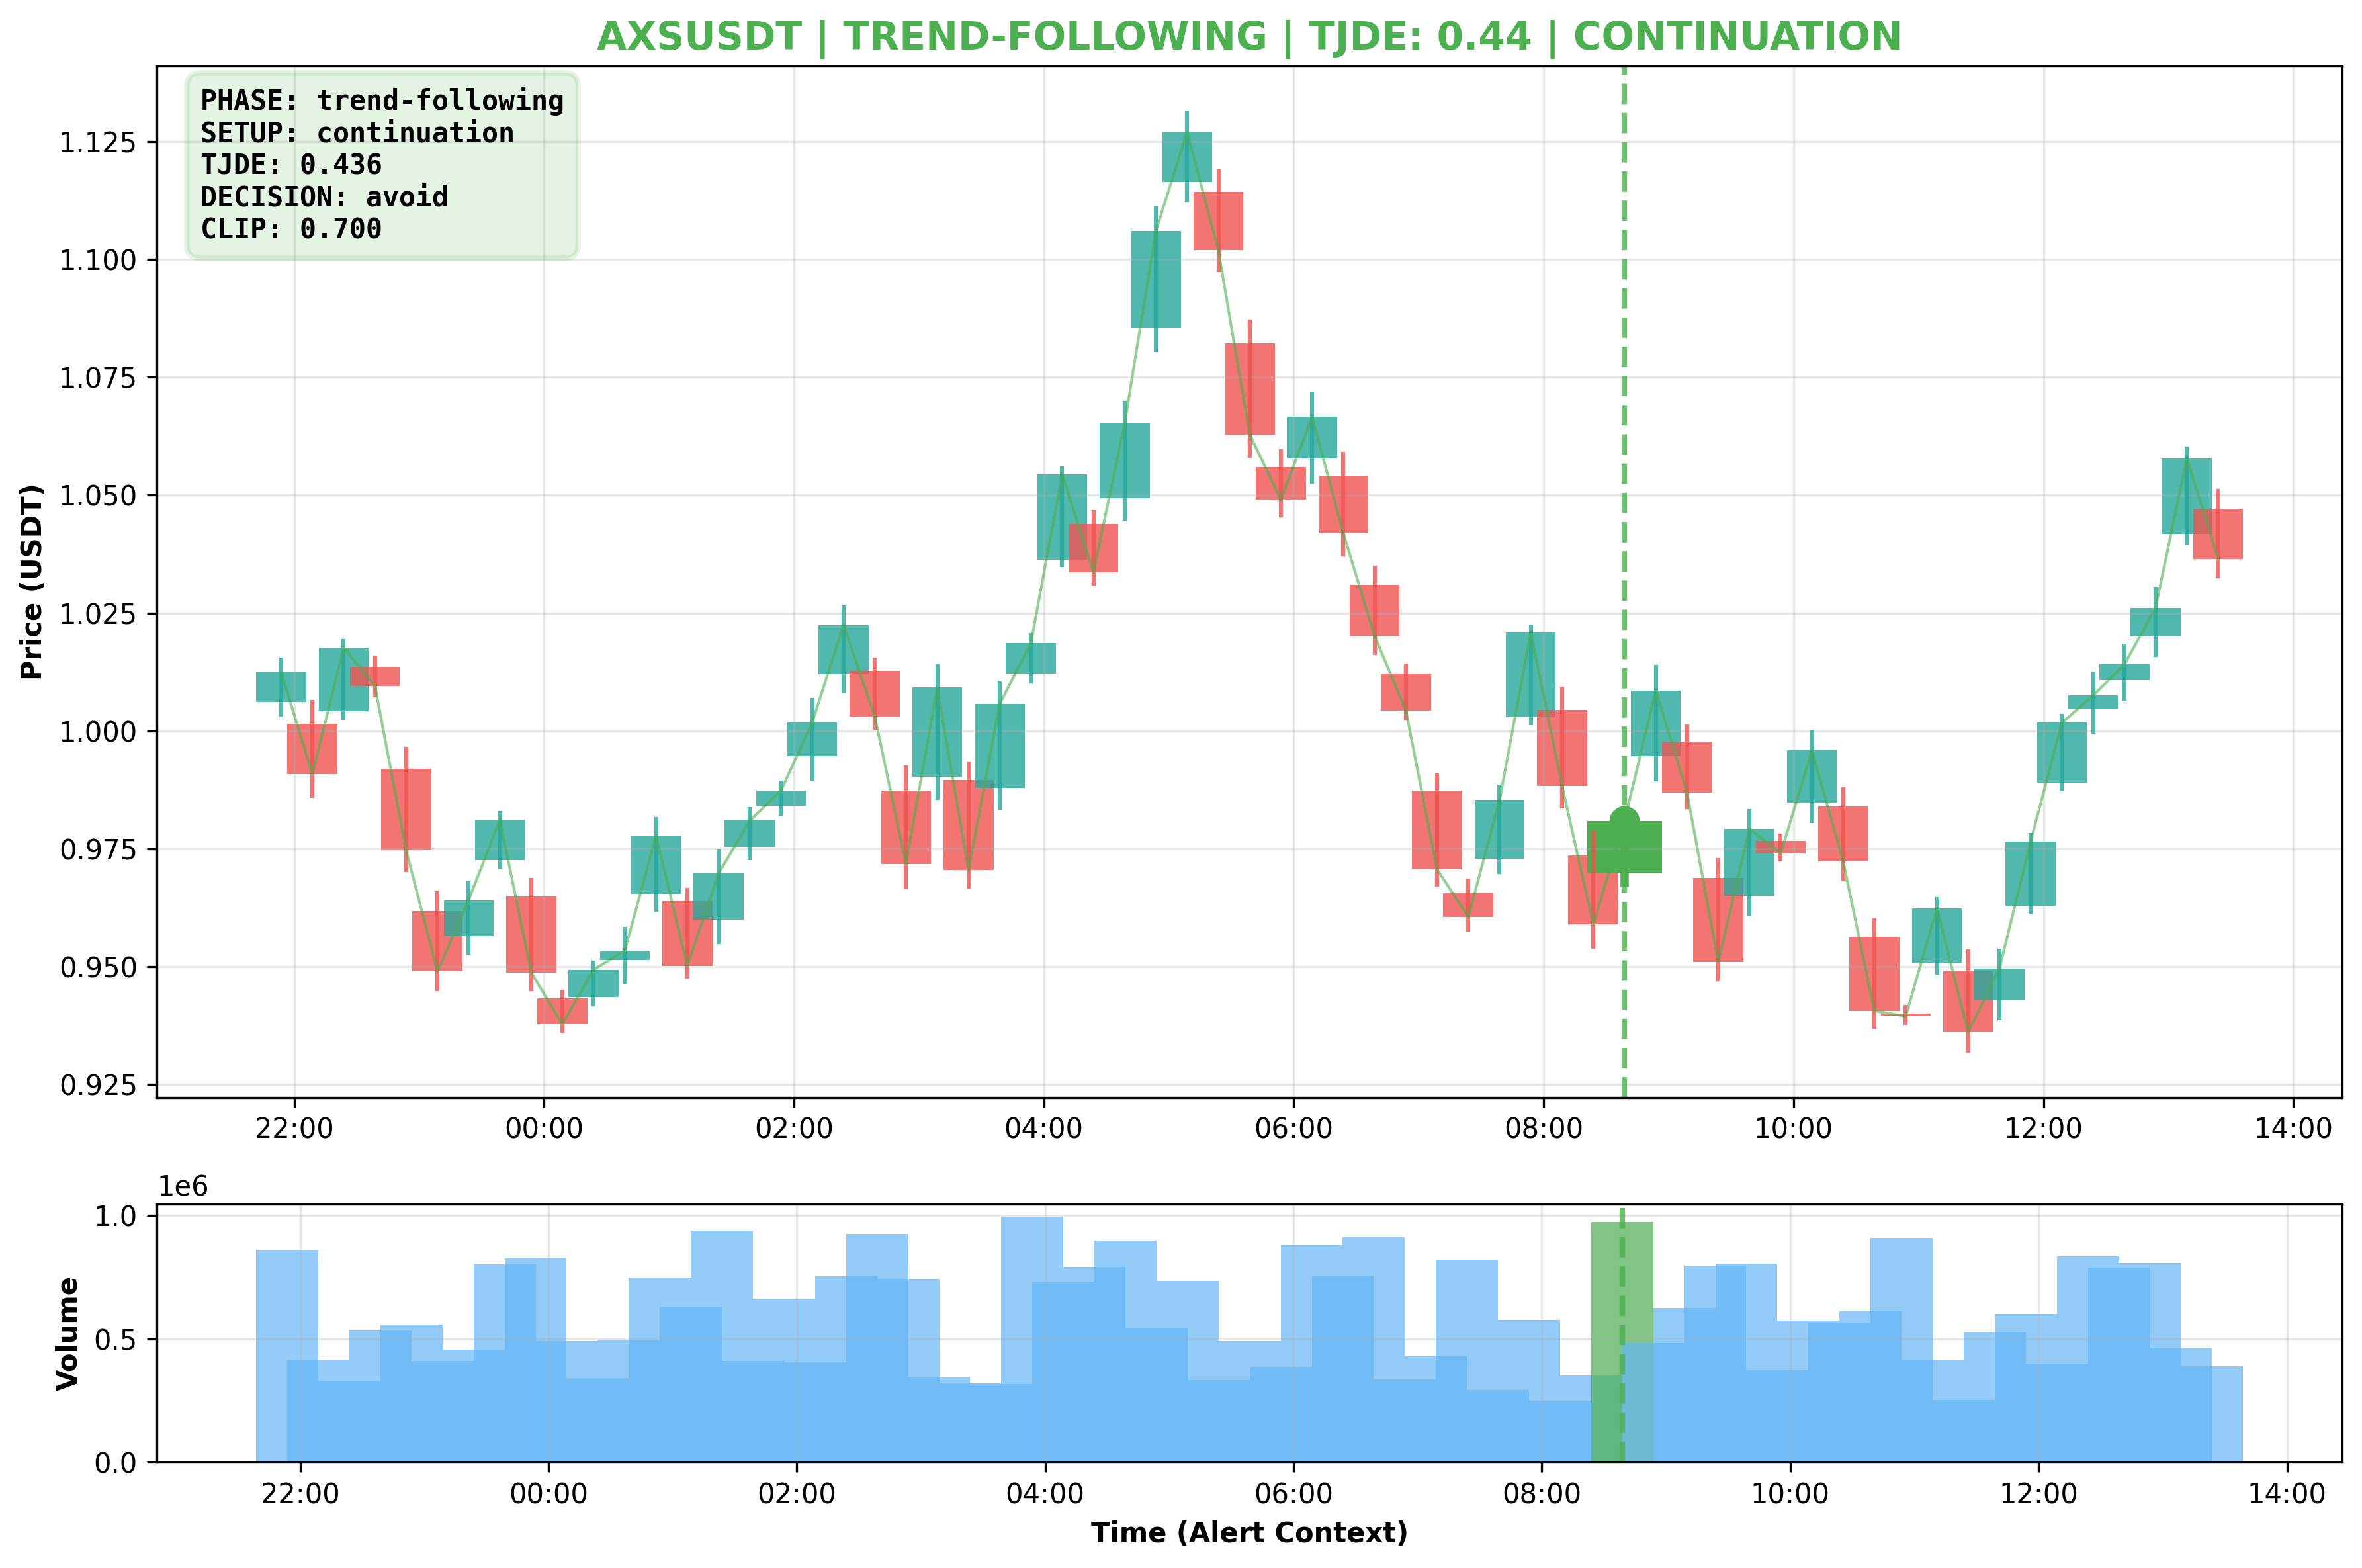 AXSUSDT | TREND-FOLLOWING | TJDE: 0.44 | CONTINUATION
PHASE: trend-following
SETUP: continuation
TJDE: 0.436
DECISION: avoid
CLIP: 0.700
Price (USDT)
1.125
1.100
1.075
1.050
1.025
1.000
0.975
0.950
0.925
22:00 00:00 02:00 04:00 06:00 08:00 10:00 12:00 14:00
1e6
Volume
1.0
0.5
0.0
22:00 00:00 02:00 04:00 06:00 08:00 10:00 12:00 14:00
Time (Alert Context)